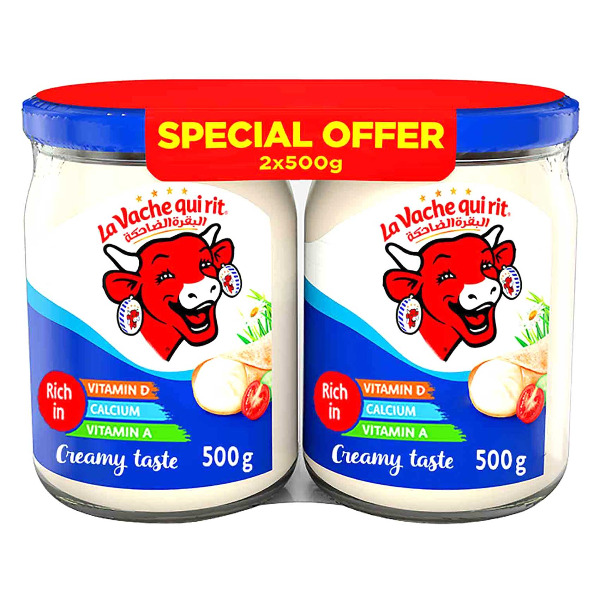 SPECIAL OFFER
2x500g
La Vache qui rit®
البقرة الضاحكة
Rich in
VITAMIN D
CALCIUM
VITAMIN A
Creamy taste
500g
La Vache qui rit®
البقرة الضاحكة
Rich in
VITAMIN D
CALCIUM
VITAMIN A
Creamy taste
500g